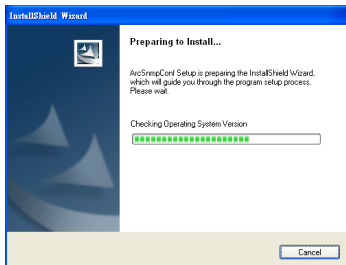 InstallShield Wizard
Preparing to Install...
ArcSnmpConf Setup is preparing the InstallShield Wizard,
which will guide you through the program setup process.
Please wait.
Checking Operating System Version
Cancel